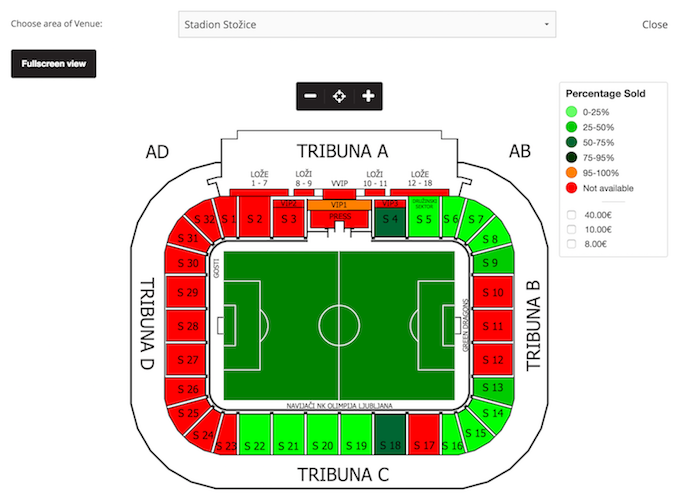 Choose area of Venue:
Stadion Stožice
Close
Fullscreen view
Percentage Sold
0-25%
25-50%
50-75%
75-95%
95-100%
Not available
40.00€
10.00€
8.00€
AD
TRIBUNA A
AB
LOŽE
1 - 7
LOŽI
8 - 9
VVIP
LOŽI
10 - 11
LOŽE
12 - 18
VIP2
VIP1
VIP3
DRUŽINSKI
SEKTOR
PRESS
S 32
S 1
S 2
S 3
S 4
S 5
S 6
S 7
S 31
S 8
S 30
S 9
GOSTI
S 29
S 10
S 28
S 11
S 27
S 12
S 26
S 13
S 25
S 14
S 24
S 15
TRIBUNA D
GREEN DRAGONS
TRIBUNA B
NAVIJAČI NK OLIMPIJA LJUBLJANA
S 23
S 22
S 21
S 20
S 19
S 18
S 17
S 16
TRIBUNA C